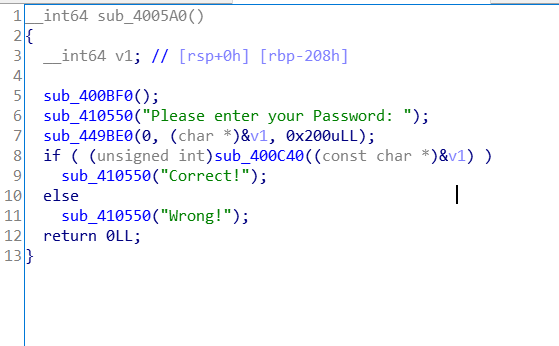 1 __int64 sub_4005A0()
2 {
3   __int64 v1; // [rsp+0h] [rbp-208h]
4
5   sub_400BF0();
6   sub_410550("Please enter your Password: ");
7   sub_449BE0(0, (char *)&v1, 0x200uLL);
8   if ( (unsigned int)sub_400C40((const char *)&v1) )
9     sub_410550("Correct!");
10   else
11     sub_410550("Wrong!");
12   return 0LL;
13 }